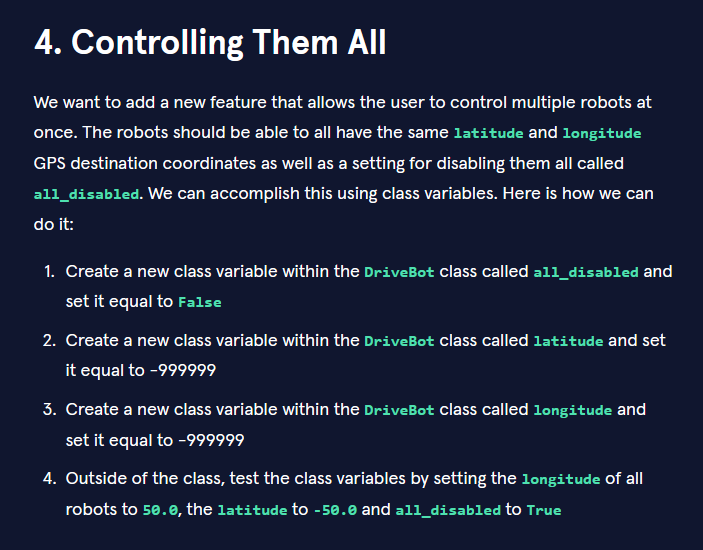 4. Controlling Them All
We want to add a new feature that allows the user to control multiple robots at
once. The robots should be able to all have the same latitude and longitude
GPS destination coordinates as well as a setting for disabling them all called
all_disabled. We can accomplish this using class variables. Here is how we can
do it:
1. Create a new class variable within the DriveBot class called all_disabled and
set it equal to False
2. Create a new class variable within the DriveBot class called latitude and set
it equal to -999999
3. Create a new class variable within the DriveBot class called longitude and
set it equal to -999999
4. Outside of the class, test the class variables by setting the longitude of all
robots to 50.0, the latitude to -50.0 and all_disabled to True